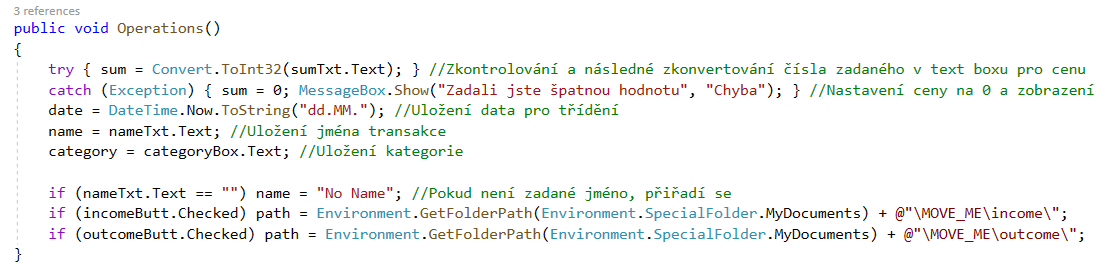 3 references
public void Operations()
{
try { sum = Convert.ToInt32(sumTxt.Text); } //Zkontrolování a následné zkonvertování čísla zadaného v text boxu pro cenu
catch (Exception) { sum = 0; MessageBox.Show("Zadali jste špatnou hodnotu", "Chyba"); } //Nastavení ceny na 0 a zobrazení
date = DateTime.Now.ToString("dd.MM."); //Uložení data pro třídění
name = nameTxt.Text; //Uložení jména transakce
category = categoryBox.Text; //Uložení kategorie
if (nameTxt.Text == "") name = "No Name"; //Pokud není zadané jméno, přiřadí se
if (incomeButt.Checked) path = Environment.GetFolderPath(Environment.SpecialFolder.MyDocuments) + @"\MOVE_ME\income\";
if (outcomeButt.Checked) path = Environment.GetFolderPath(Environment.SpecialFolder.MyDocuments) + @"\MOVE_ME\outcome\";
}